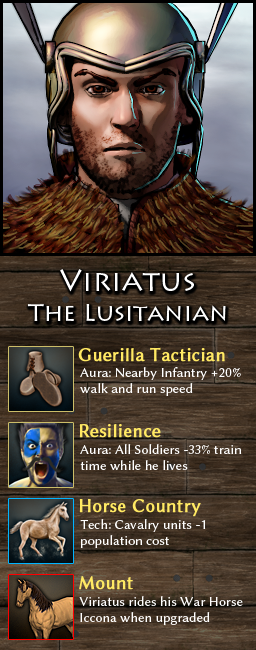 Viriatus
The Lusitanian
Guerilla Tactician
Aura: Nearby Infantry +20%
walk and run speed
Resilience
Aura: All Soldiers -33% train
time while he lives
Horse Country
Tech: Cavalry units -1
population cost
Mount
Viriatus rides his War Horse
Iccona when upgraded